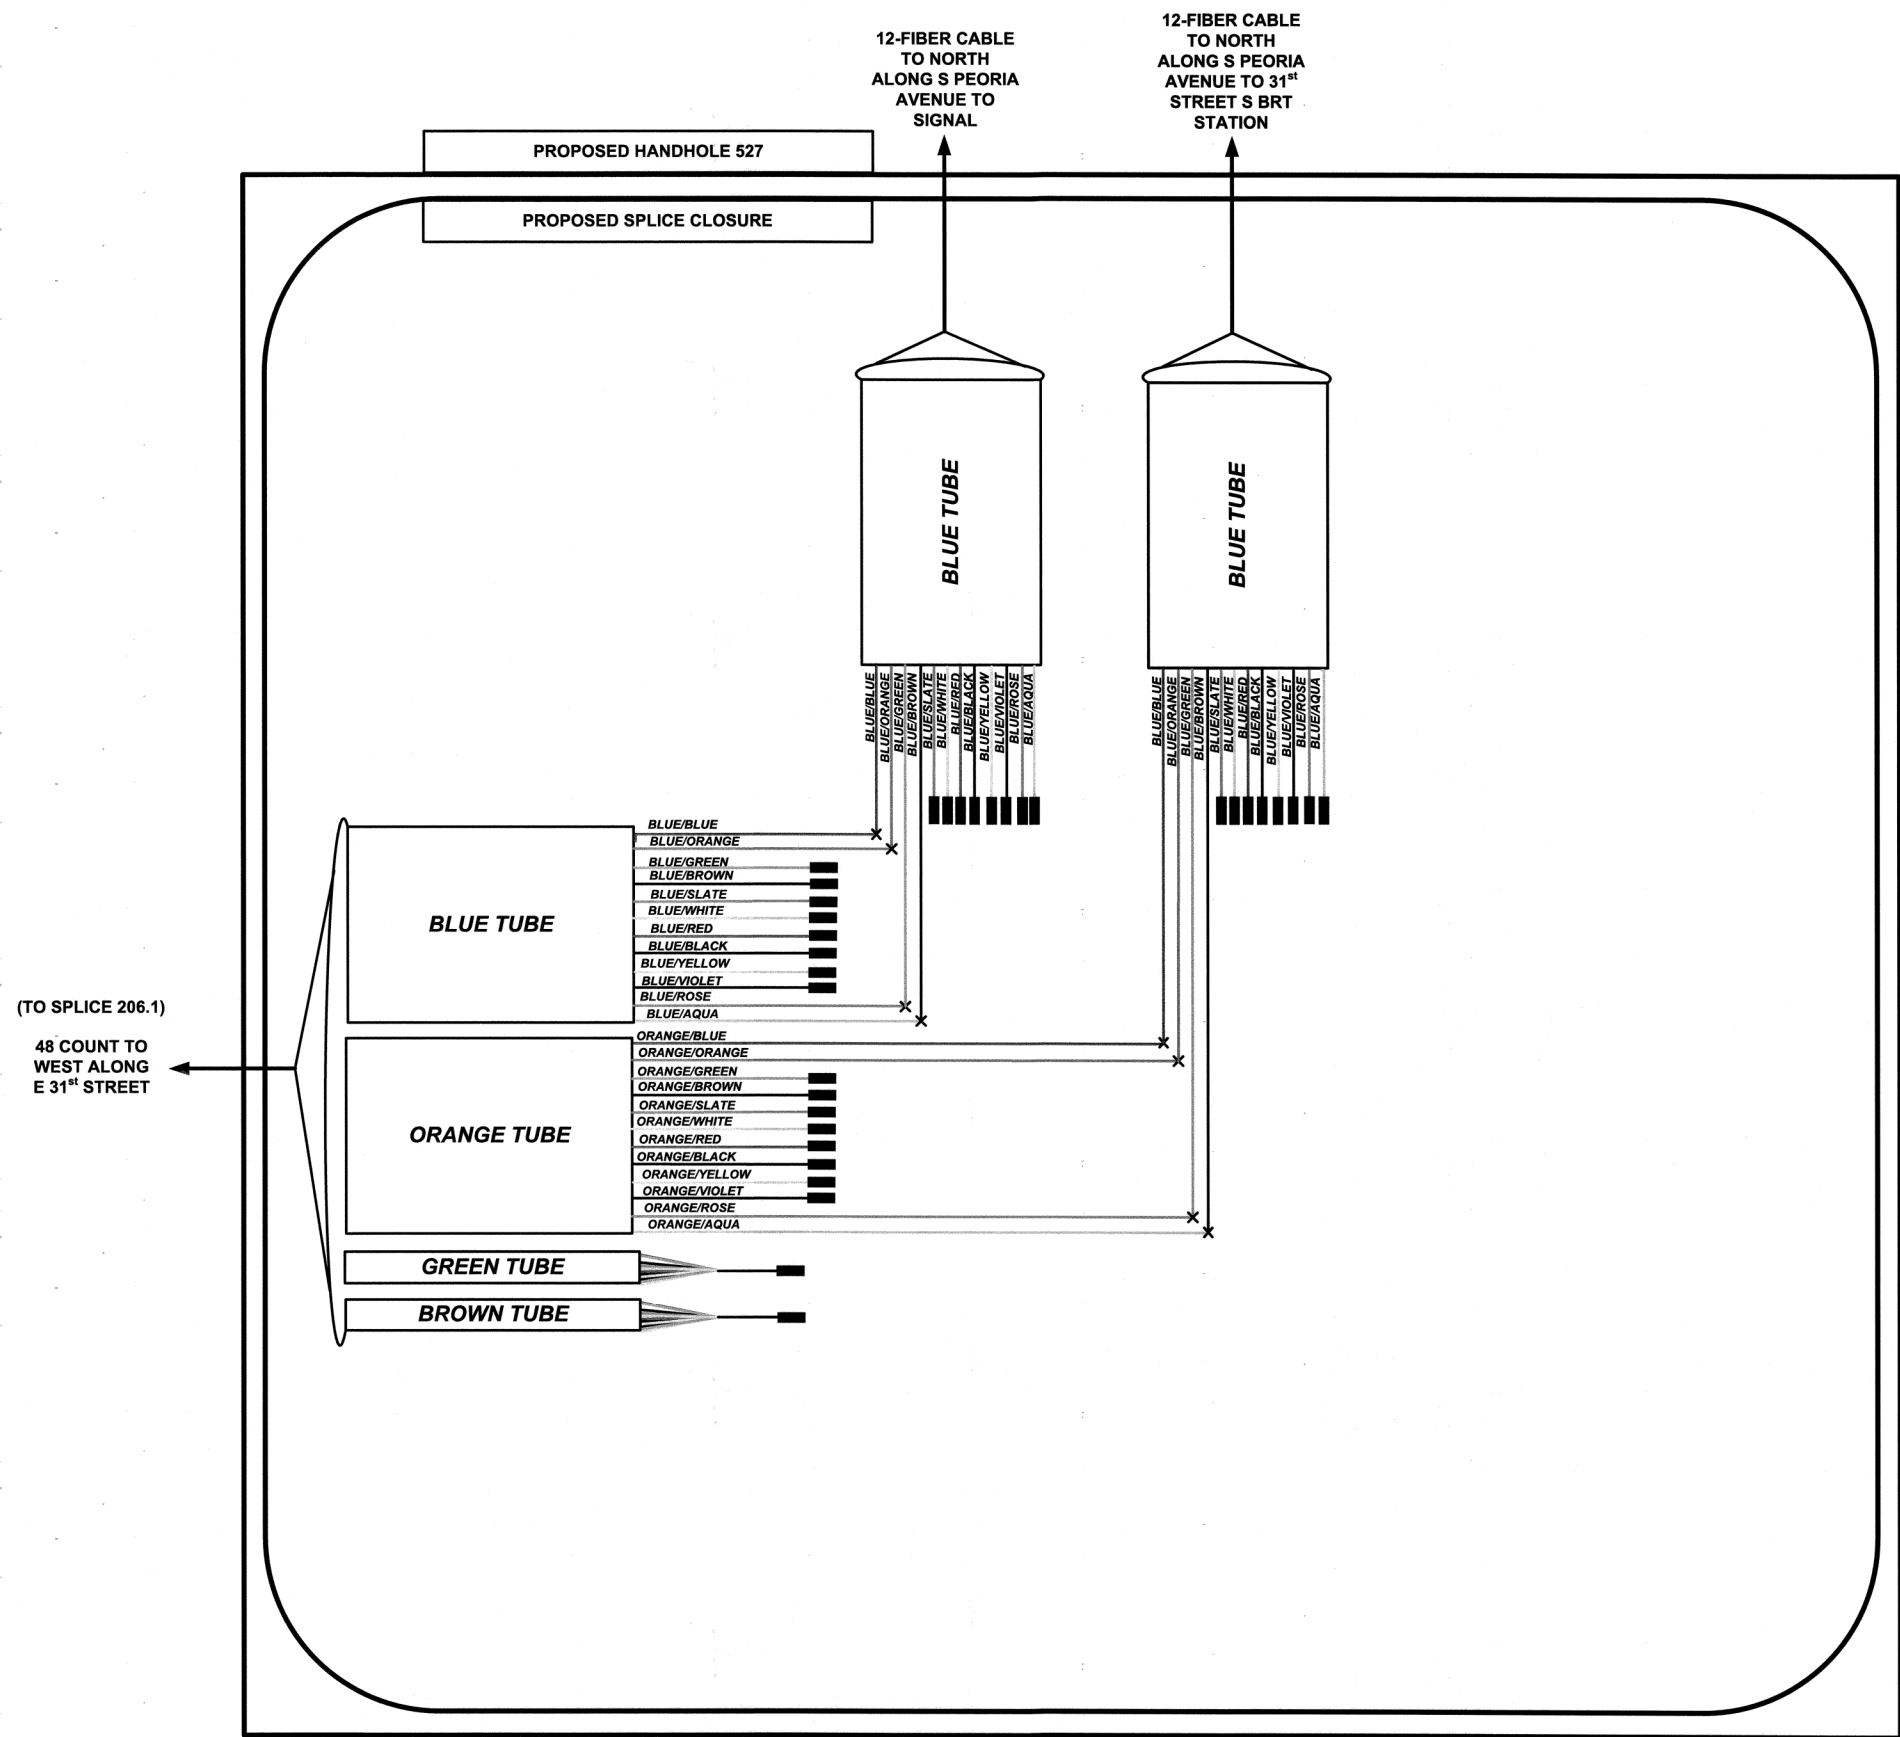 12-FIBER CABLE
TO NORTH
ALONG S PEORIA
AVENUE TO
SIGNAL
12-FIBER CABLE
TO NORTH
ALONG S PEORIA
AVENUE TO 31st
STREET S BRT
STATION
PROPOSED HANDHOLE 527
PROPOSED SPLICE CLOSURE
BLUE TUBE
BLUE TUBE
BLUE/BLUE
BLUE/ORANGE
BLUE/GREEN
BLUE/BROWN
BLUE/SLATE
BLUE/WHITE
BLUE/RED
BLUE/BLACK
BLUE/YELLOW
BLUE/VIOLET
BLUE/ROSE
BLUE/AQUA
BLUE/BLUE
BLUE/ORANGE
BLUE/GREEN
BLUE/BROWN
BLUE/SLATE
BLUE/WHITE
BLUE/RED
BLUE/BLACK
BLUE/YELLOW
BLUE/VIOLET
BLUE/ROSE
BLUE/AQUA
BLUE TUBE
BLUE/BLUE
BLUE/ORANGE
BLUE/GREEN
BLUE/BROWN
BLUE/SLATE
BLUE/WHITE
BLUE/RED
BLUE/BLACK
BLUE/YELLOW
BLUE/VIOLET
BLUE/ROSE
BLUE/AQUA
(TO SPLICE 206.1)
48 COUNT TO
WEST ALONG
E 31st STREET
ORANGE TUBE
ORANGE/BLUE
ORANGE/ORANGE
ORANGE/GREEN
ORANGE/BROWN
ORANGE/SLATE
ORANGE/WHITE
ORANGE/RED
ORANGE/BLACK
ORANGE/YELLOW
ORANGE/VIOLET
ORANGE/ROSE
ORANGE/AQUA
GREEN TUBE
BROWN TUBE